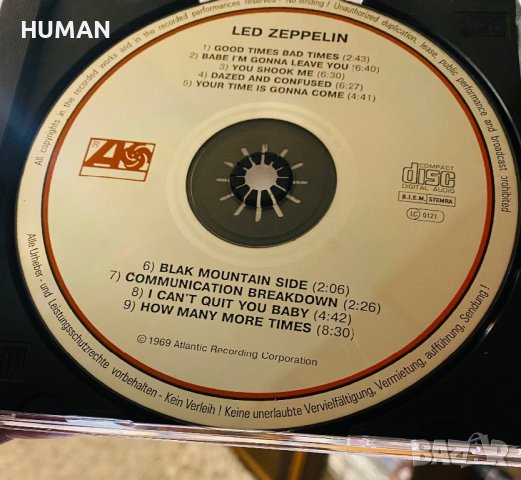 HUMAN
LED ZEPPELIN
1) GOOD TIMES BAD TIMES (2:43)
2) BABE I'M GONNA LEAVE YOU (6:40)
3) YOU SHOOK ME (6:30)
4) DAZED AND CONFUSED (6:27)
5) YOUR TIME IS GONNA COME (4:41)
COMPACT
disc
DIGITAL AUDIO
B.I.E.M. STEMRA
LC 0121
6) BLAK MOUNTAIN SIDE (2:06)
7) COMMUNICATION BREAKDOWN (2:26)
8) I CAN'T QUIT YOU BABY (4:42)
9) HOW MANY MORE TIMES (8:30)
© 1969 Atlantic Recording Corporation
All copyrights in the recorded works and in the recorded performances reserved - No lending ! Unauthorized duplication, lease, public performance and broadcast prohibited
Alle Urheber - und Leistungsschutzrechte vorbehalten - Kein Verleih ! Keine unerlaubte Vervielfältigung, Vermietung, aufführung, Sendung !
BAZAR